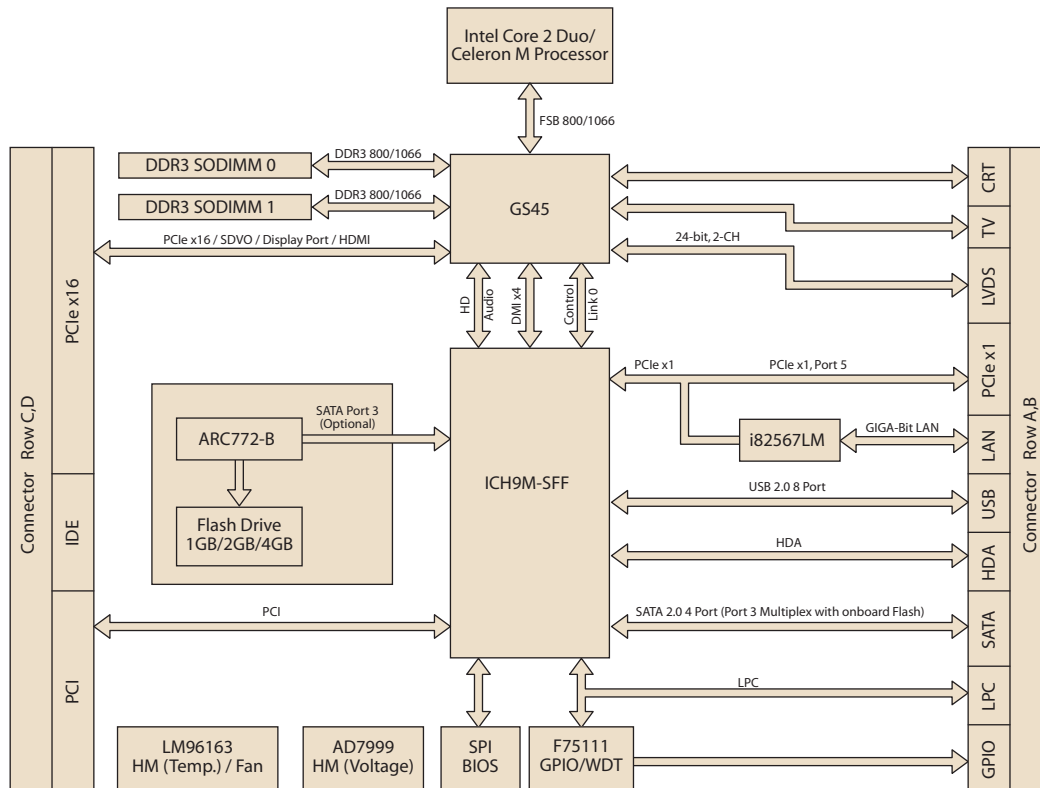 Intel Core 2 Duo/
Celeron M Processor
FSB 800/1066
DDR3 SODIMM 0
DDR3 800/1066
DDR3 SODIMM 1
DDR3 800/1066
GS45
PCIe x16 / SDVO / Display Port / HDMI
24-bit, 2-CH
CRT
TV
LVDS
HD
Audio
DMI x4
Control
Link 0
Connector Row C,D
PCIe x16
IDE
PCI
PCIe x1
PCIe x1, Port 5
PCIe x1
Connector Row A,B
SATA Port 3
(Optional)
ARC772-B
i82567LM
GIGA-Bit LAN
LAN
ICH9M-SFF
Flash Drive
1GB/2GB/4GB
USB 2.0 8 Port
USB
HDA
HDA
PCI
SATA 2.0 4 Port (Port 3 Multiplex with onboard Flash)
SATA
LPC
LPC
LM96163
HM (Temp.) / Fan
AD7999
HM (Voltage)
SPI
BIOS
F75111
GPIO/WDT
GPIO